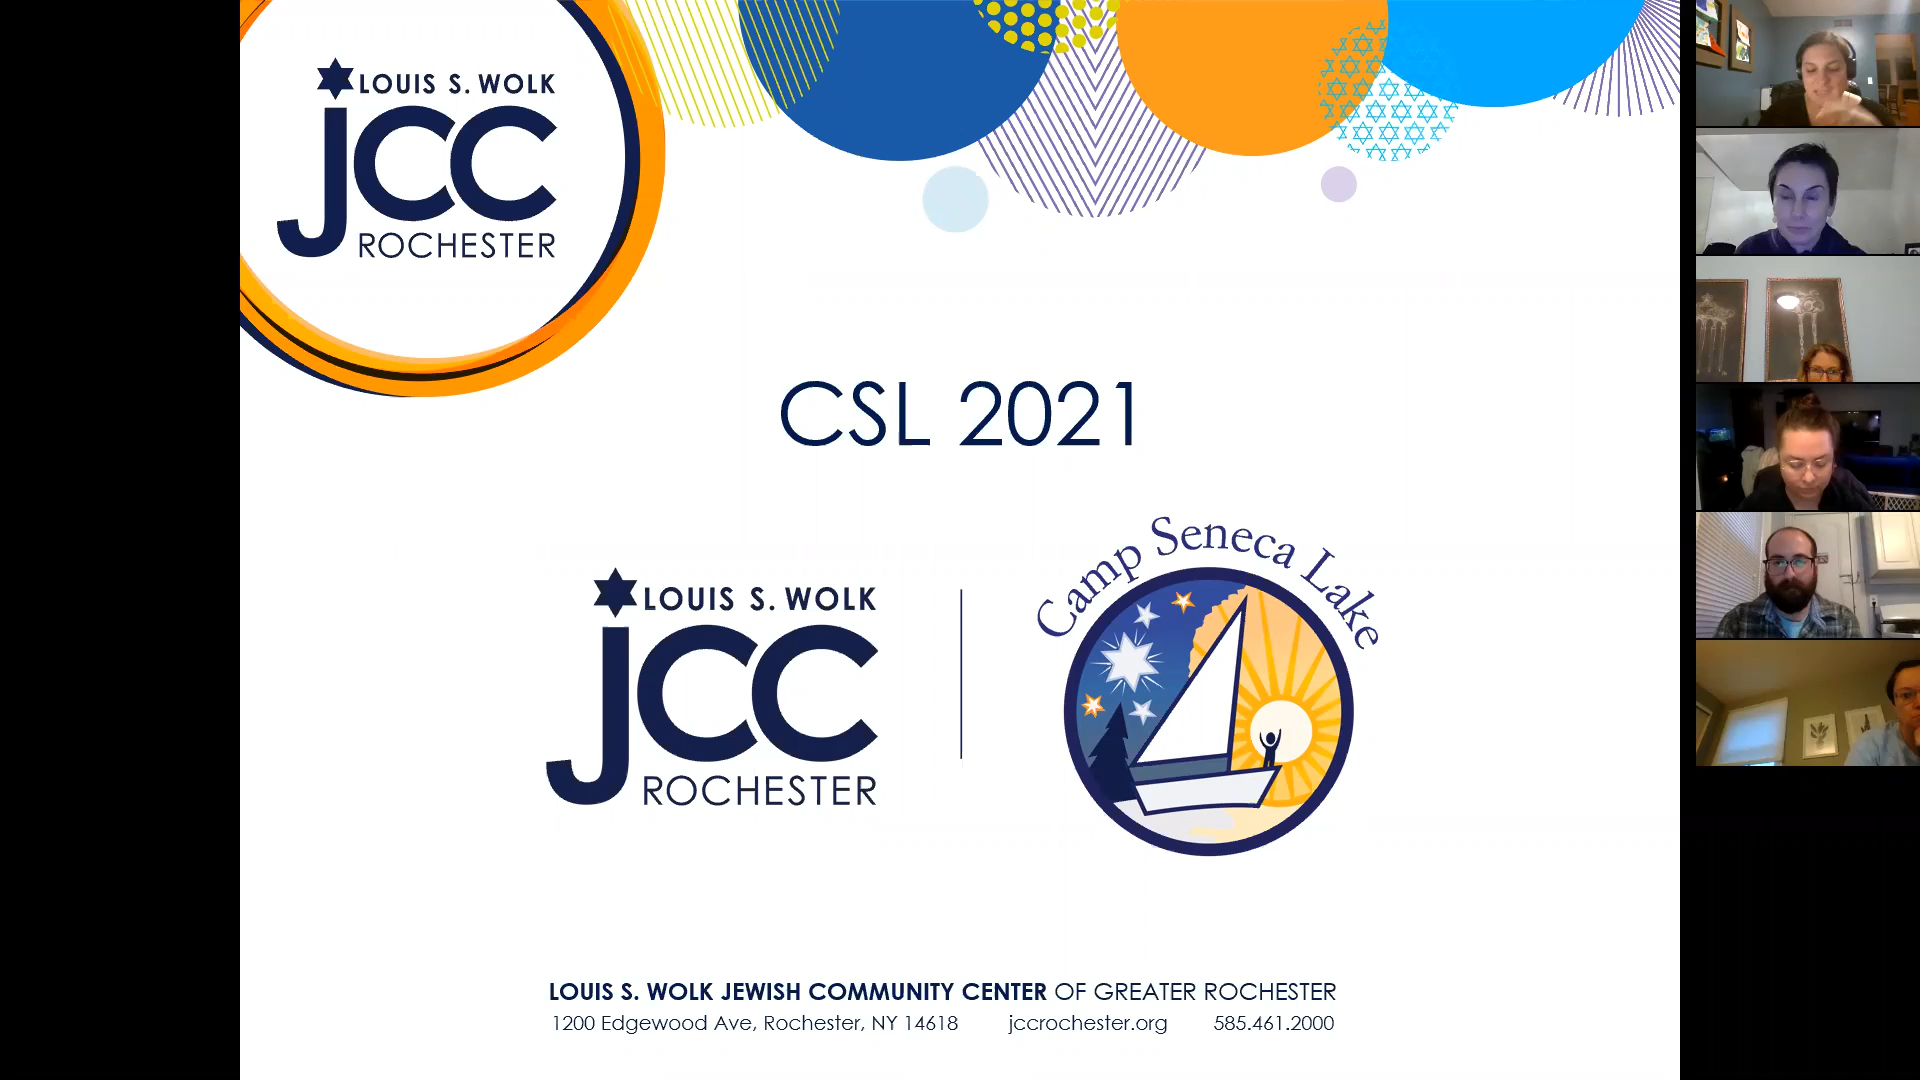 LOUIS S. WOLK
jCC
ROCHESTER
CSL 2021
LOUIS S. WOLK
jCC
ROCHESTER
Camp Seneca Lake
LOUIS S. WOLK JEWISH COMMUNITY CENTER OF GREATER ROCHESTER
1200 Edgewood Ave, Rochester, NY 14618 jccrochester.org 585.461.2000